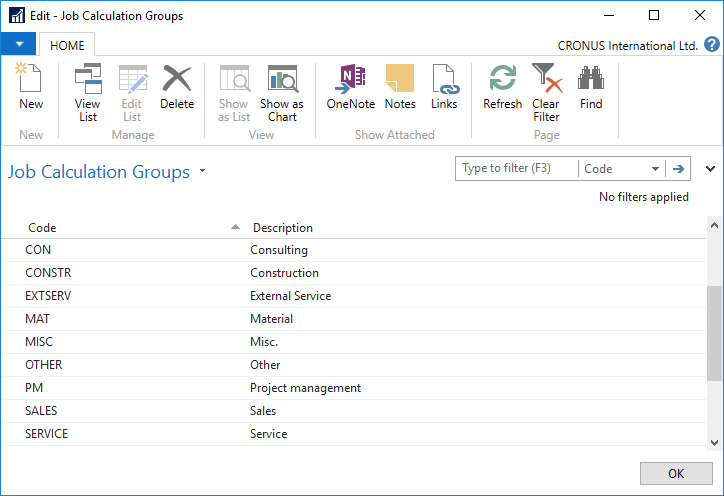 Edit - Job Calculation Groups
HOME
CRONUS International Ltd.
New
View List
Edit List
Delete
Show as List
Show as Chart
OneNote
Notes
Links
Refresh
Clear Filter
Find
New
Manage
View
Show Attached
Page
Job Calculation Groups
Type to filter (F3)
Code
No filters applied
Code Description
CON Consulting
CONSTR Construction
EXTSERV External Service
MAT Material
MISC Misc.
OTHER Other
PM Project management
SALES Sales
SERVICE Service
OK